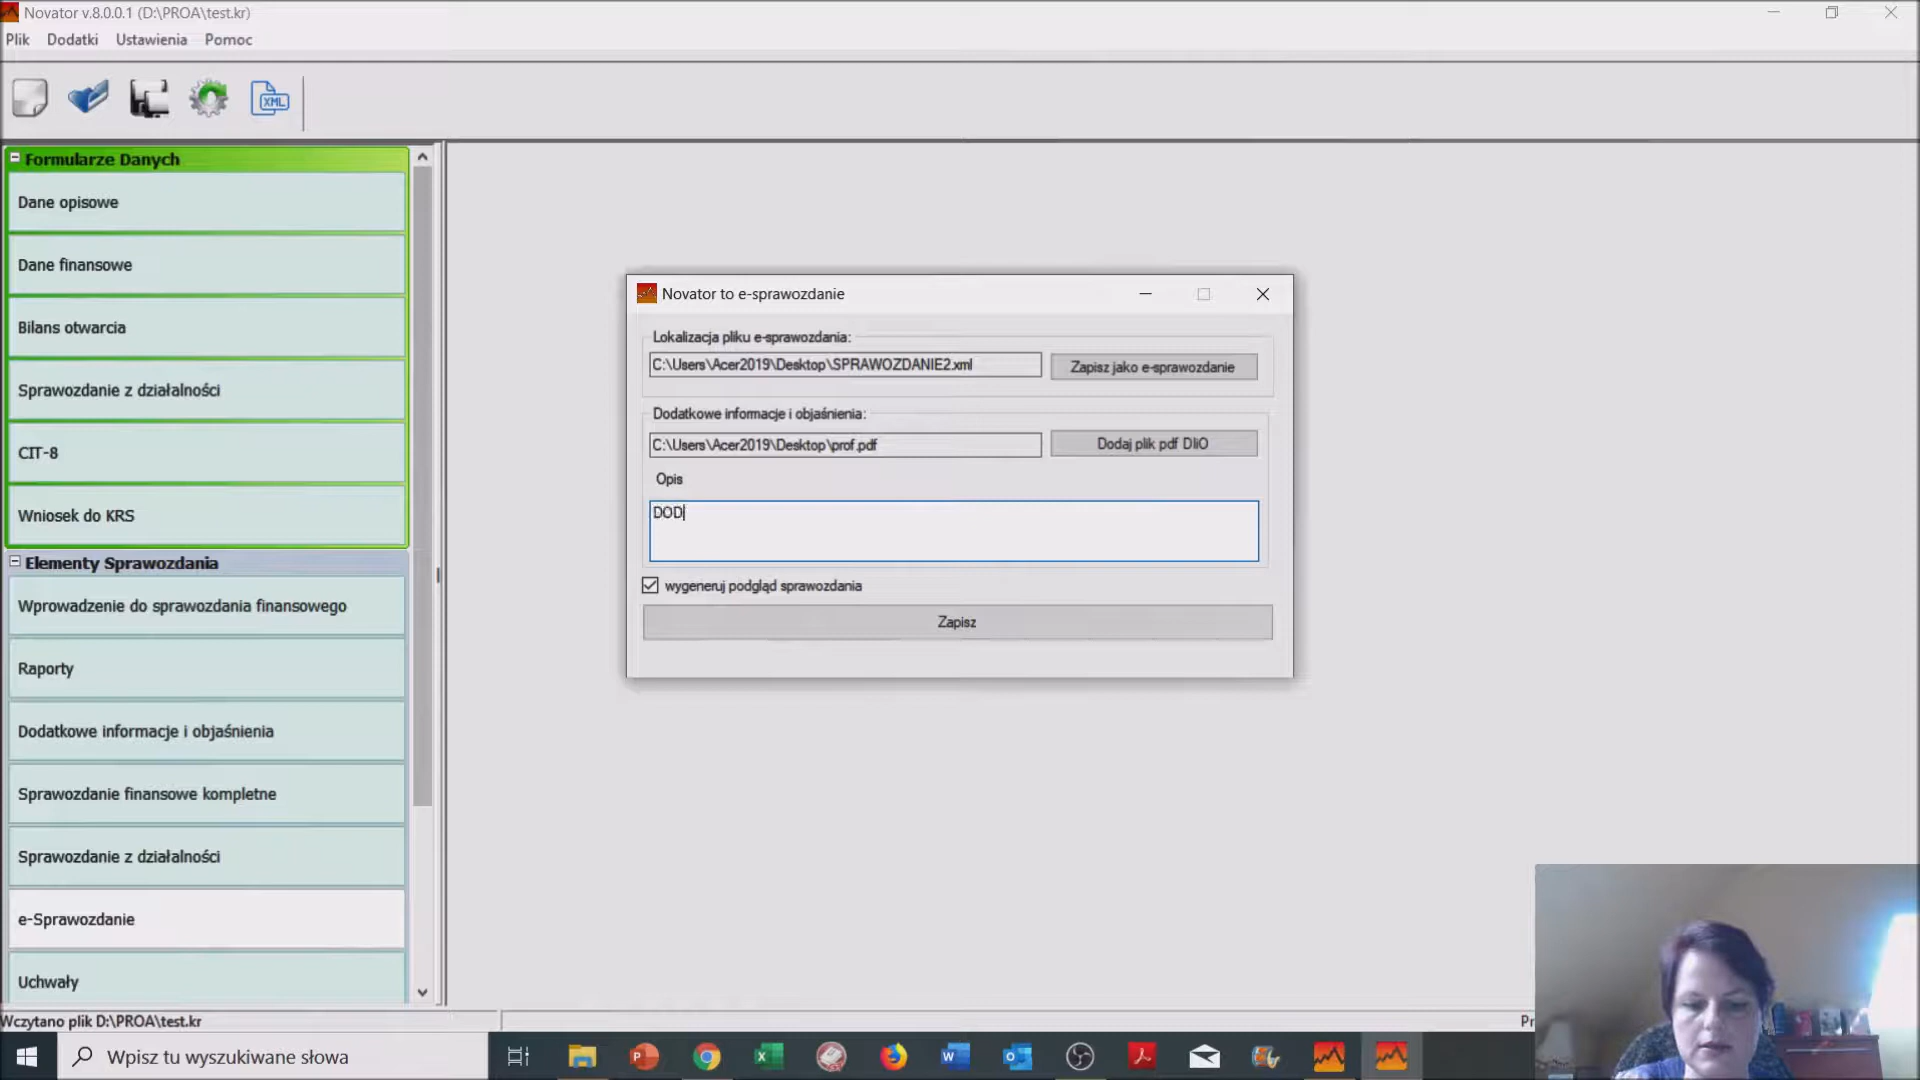 Novator v.8.0.0.1 (D:\PROA\test.kr)
Plik Dodatki Ustawienia Pomoc
XML
Formularze Danych
Dane opisowe
Dane finansowe
Bilans otwarcia
Sprawozdanie z działalności
CIT-8
Wniosek do KRS
Elementy Sprawozdania
Wprowadzenie do sprawozdania finansowego
Raporty
Dodatkowe informacje i objaśnienia
Sprawozdanie finansowe kompletne
Sprawozdanie z działalności
e-Sprawozdanie
Uchwały
Novator to e-sprawozdanie
Lokalizacja pliku e-sprawozdania:
C:\Users\Acer2019\Desktop\SPRAWOZDANIE2.xml
Zapisz jako e-sprawozdanie
Dodatkowe informacje i objaśnienia:
C:\Users\Acer2019\Desktop\prof.pdf
Dodaj plik pdf DIiO
Opis
DOD
wygeneruj podgląd sprawozdania
Zapisz
Wczytano plik D:\PROA\test.kr
Pr
Wpisz tu wyszukiwane słowa